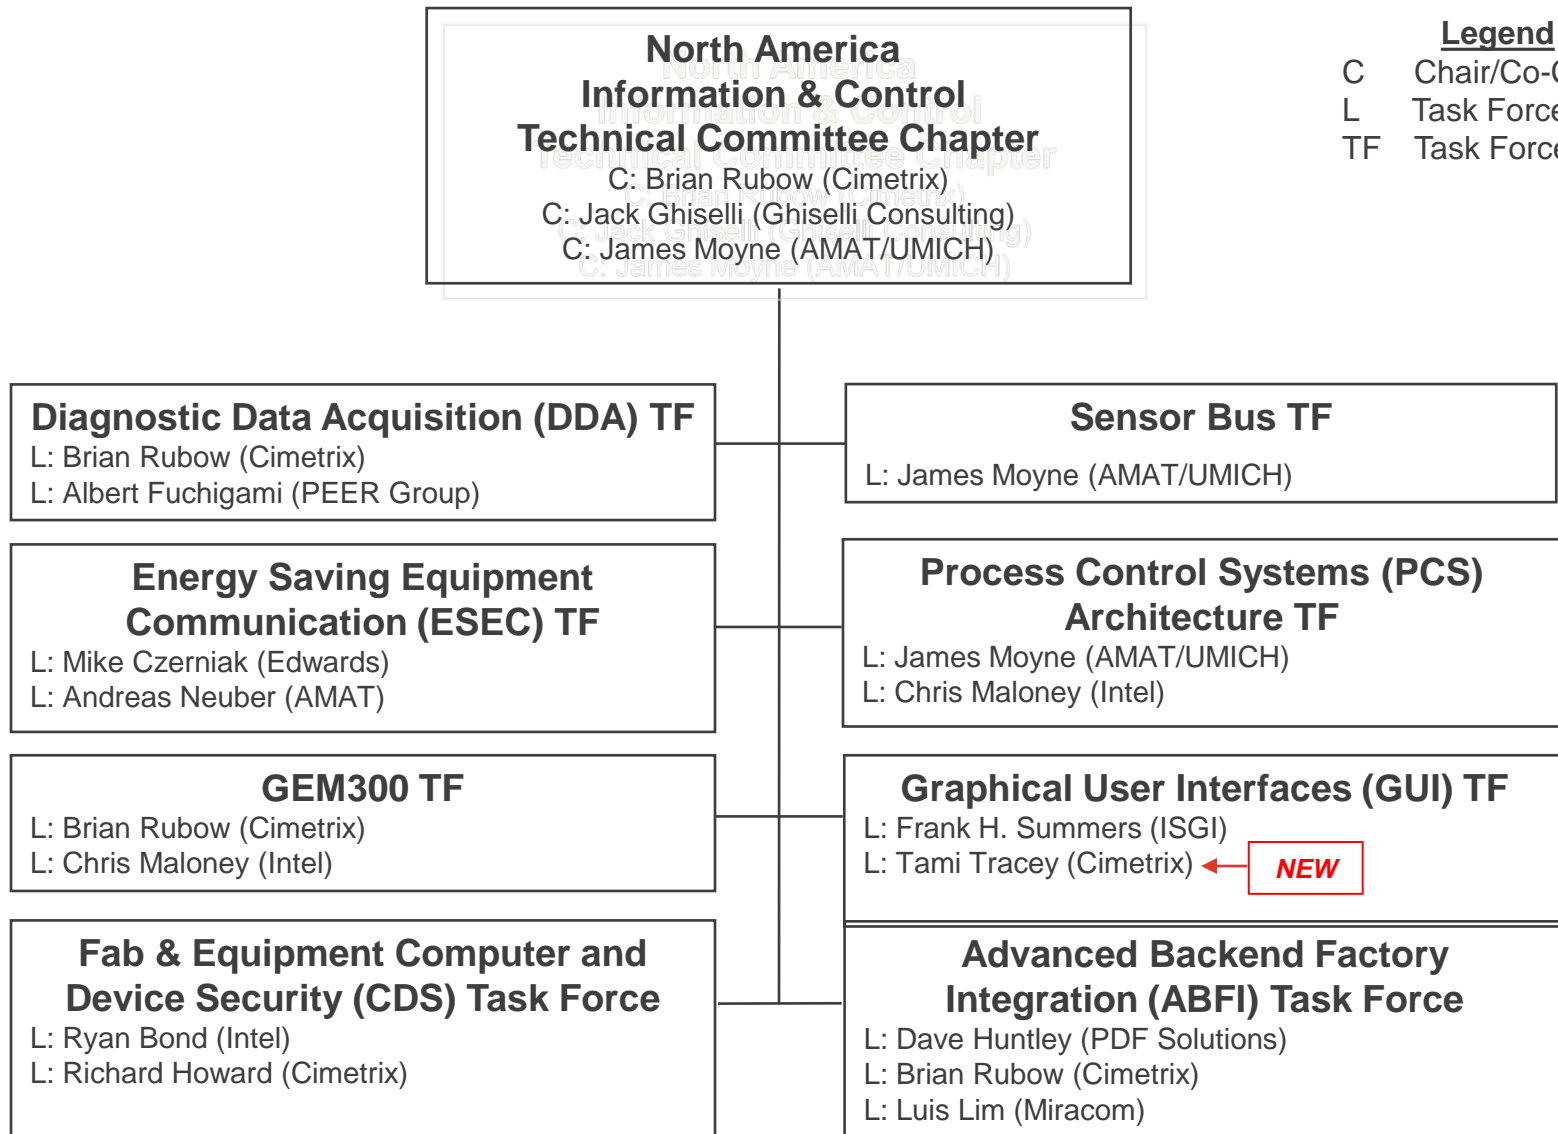 North America
Information & Control
Technical Committee Chapter
C: Brian Rubow (Cimetrix)
C: Jack Ghiselli (Ghiselli Consulting)
C: James Moyne (AMAT/UMICH)
Legend
C Chair/Co-
L Task Force
TF Task Force
Diagnostic Data Acquisition (DDA) TF
L: Brian Rubow (Cimetrix)
L: Albert Fuchigami (PEER Group)
Sensor Bus TF
L: James Moyne (AMAT/UMICH)
Energy Saving Equipment
Communication (ESEC) TF
L: Mike Czerniak (Edwards)
L: Andreas Neuber (AMAT)
Process Control Systems (PCS)
Architecture TF
L: James Moyne (AMAT/UMICH)
L: Chris Maloney (Intel)
GEM300 TF
L: Brian Rubow (Cimetrix)
L: Chris Maloney (Intel)
Graphical User Interfaces (GUI) TF
L: Frank H. Summers (ISGI)
L: Tami Tracey (Cimetrix)
NEW
Fab & Equipment Computer and
Device Security (CDS) Task Force
L: Ryan Bond (Intel)
L: Richard Howard (Cimetrix)
Advanced Backend Factory
Integration (ABFI) Task Force
L: Dave Huntley (PDF Solutions)
L: Brian Rubow (Cimetrix)
L: Luis Lim (Miracom)